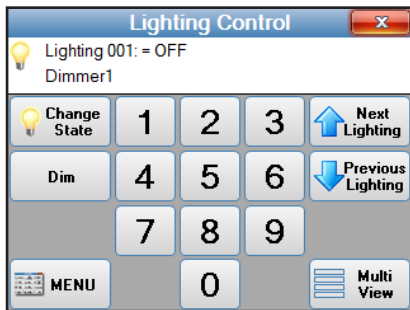 Lighting Control
x
Lighting 001: = OFF
Dimmer1
Change State
1
2
3
Next Lighting
Dim
4
5
6
Previous Lighting
7
8
9
MENU
0
Multi View